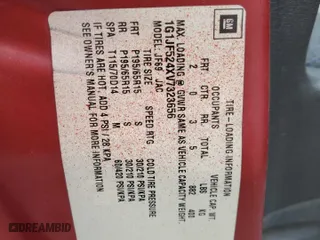 GM
TIRE-LOADING INFORMATION
OCCUPANTS VEHICLE CAP. WT.
FRT. CTR. RR. TOTAL LBS. KG
2 0 3 5 882 400
MAX. LOADING @ GVWR SAME AS VEHICLE CAPACITY WEIGHT.
MODEL: JF69 JAC
TIRE SIZE SPEED RTG COLD TIRE PRESSURE
FRT P195/65R15 S 30/210 PSI/KPA
RR P195/65R15 S 30/210 PSI/KPA
SPA T115/70D14 M 60/420 PSI/KPA
IF TIRES ARE HOT, ADD 4 PSI / 28 KPA
SEE OWNER'S MANUAL FOR MORE INFORMATION
DREAMBID